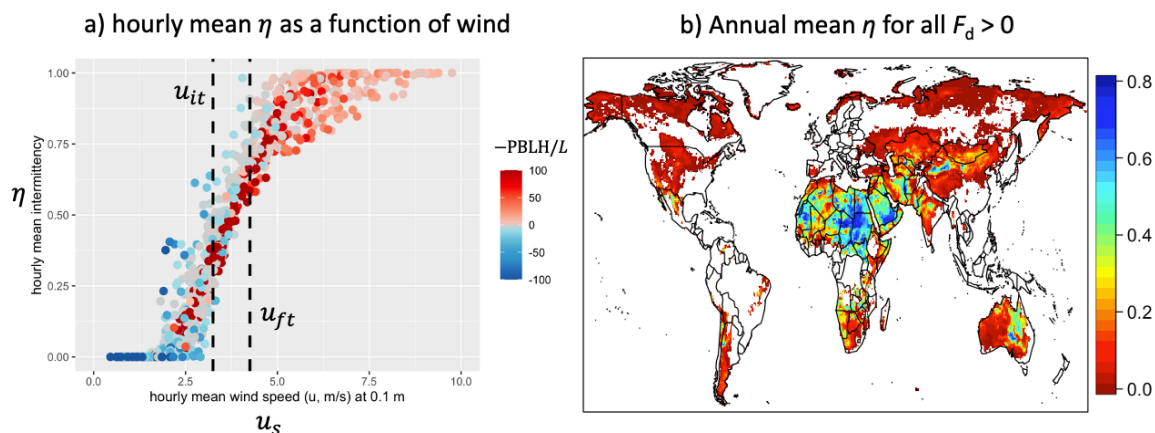 a) hourly mean η as a function of wind
b) Annual mean η for all F_d > 0
1.00
0.75
0.50
0.25
0.00
η
hourly mean intermittency
u_it
u_ft
−PBLH/L
100
50
0
-50
-100
0.0 2.5 5.0 7.5 10.0
hourly mean wind speed (u, m/s) at 0.1 m
u_s
0.8
0.6
0.4
0.2
0.0